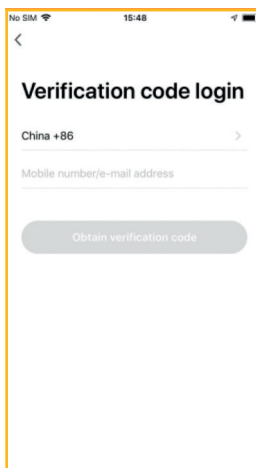 No SIM 15:48
Verification code login
China +86
Mobile number/e-mail address
Obtain verification code